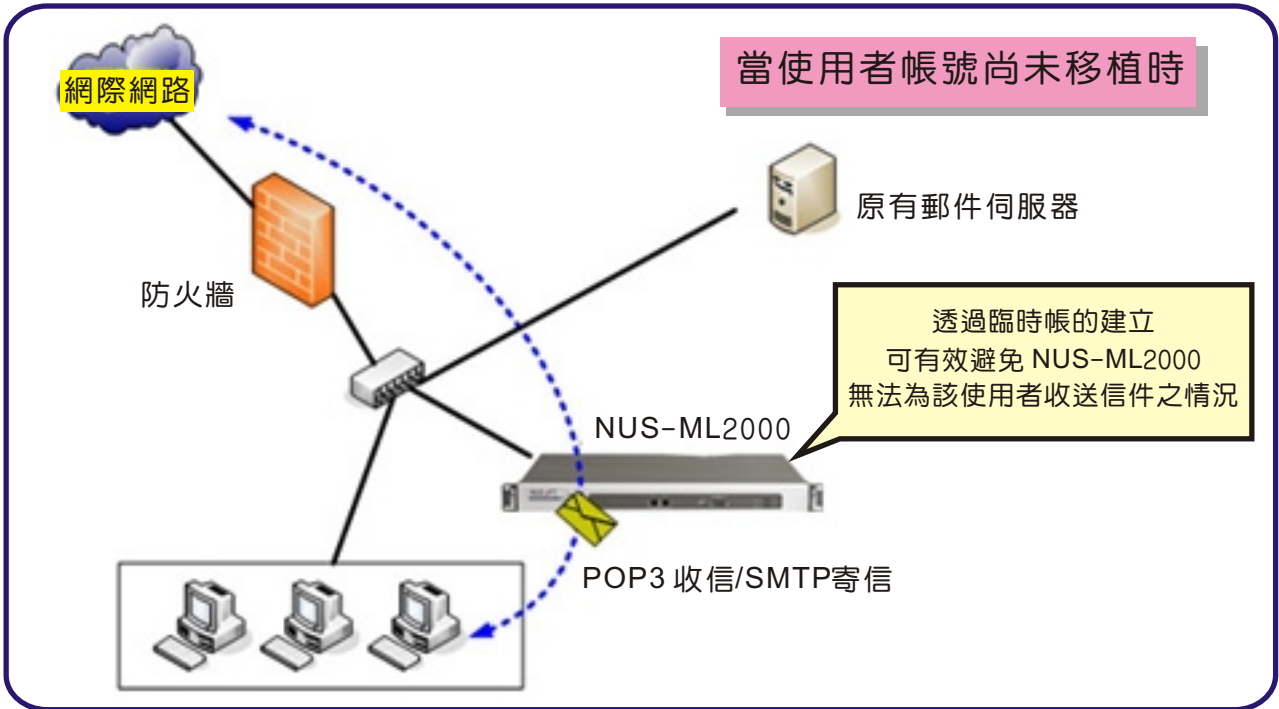 當使用者帳號尚未移植時
網際網路
原有郵件伺服器
防火牆
透過臨時帳的建立
可有效避免 NUS-ML2000
無法為該使用者收送信件之情況
NUS-ML2000
POP3 收信/SMTP寄信